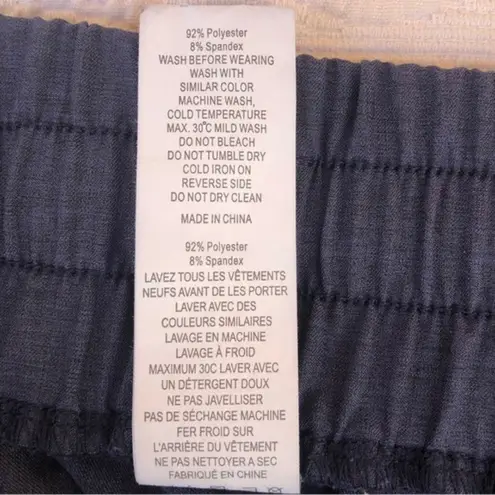 92% Polyester
8% Spandex
WASH BEFORE WEARING
WASH WITH
SIMILAR COLOR
MACHINE WASH,
COLD TEMPERATURE
MAX. 30°C MILD WASH
DO NOT BLEACH
DO NOT TUMBLE DRY
COLD IRON ON
REVERSE SIDE
DO NOT DRY CLEAN
MADE IN CHINA
92% Polyester
8% Spandex
LAVEZ TOUS LES VÊTEMENTS
NEUFS AVANT DE LES PORTER
LAVER AVEC DES
COULEURS SIMILAIRES
LAVAGE EN MACHINE
LAVAGE À FROID
MAXIMUM 30C LAVER AVEC
UN DÉTERGENT DOUX
NE PAS JAVELLISER
PAS DE SÉCHANGE MACHINE
FER FROID SUR
L'ARRIÈRE DU VÊTEMENT
NE PAS NETTOYER A SEC
FABRIQUÉ EN CHINE